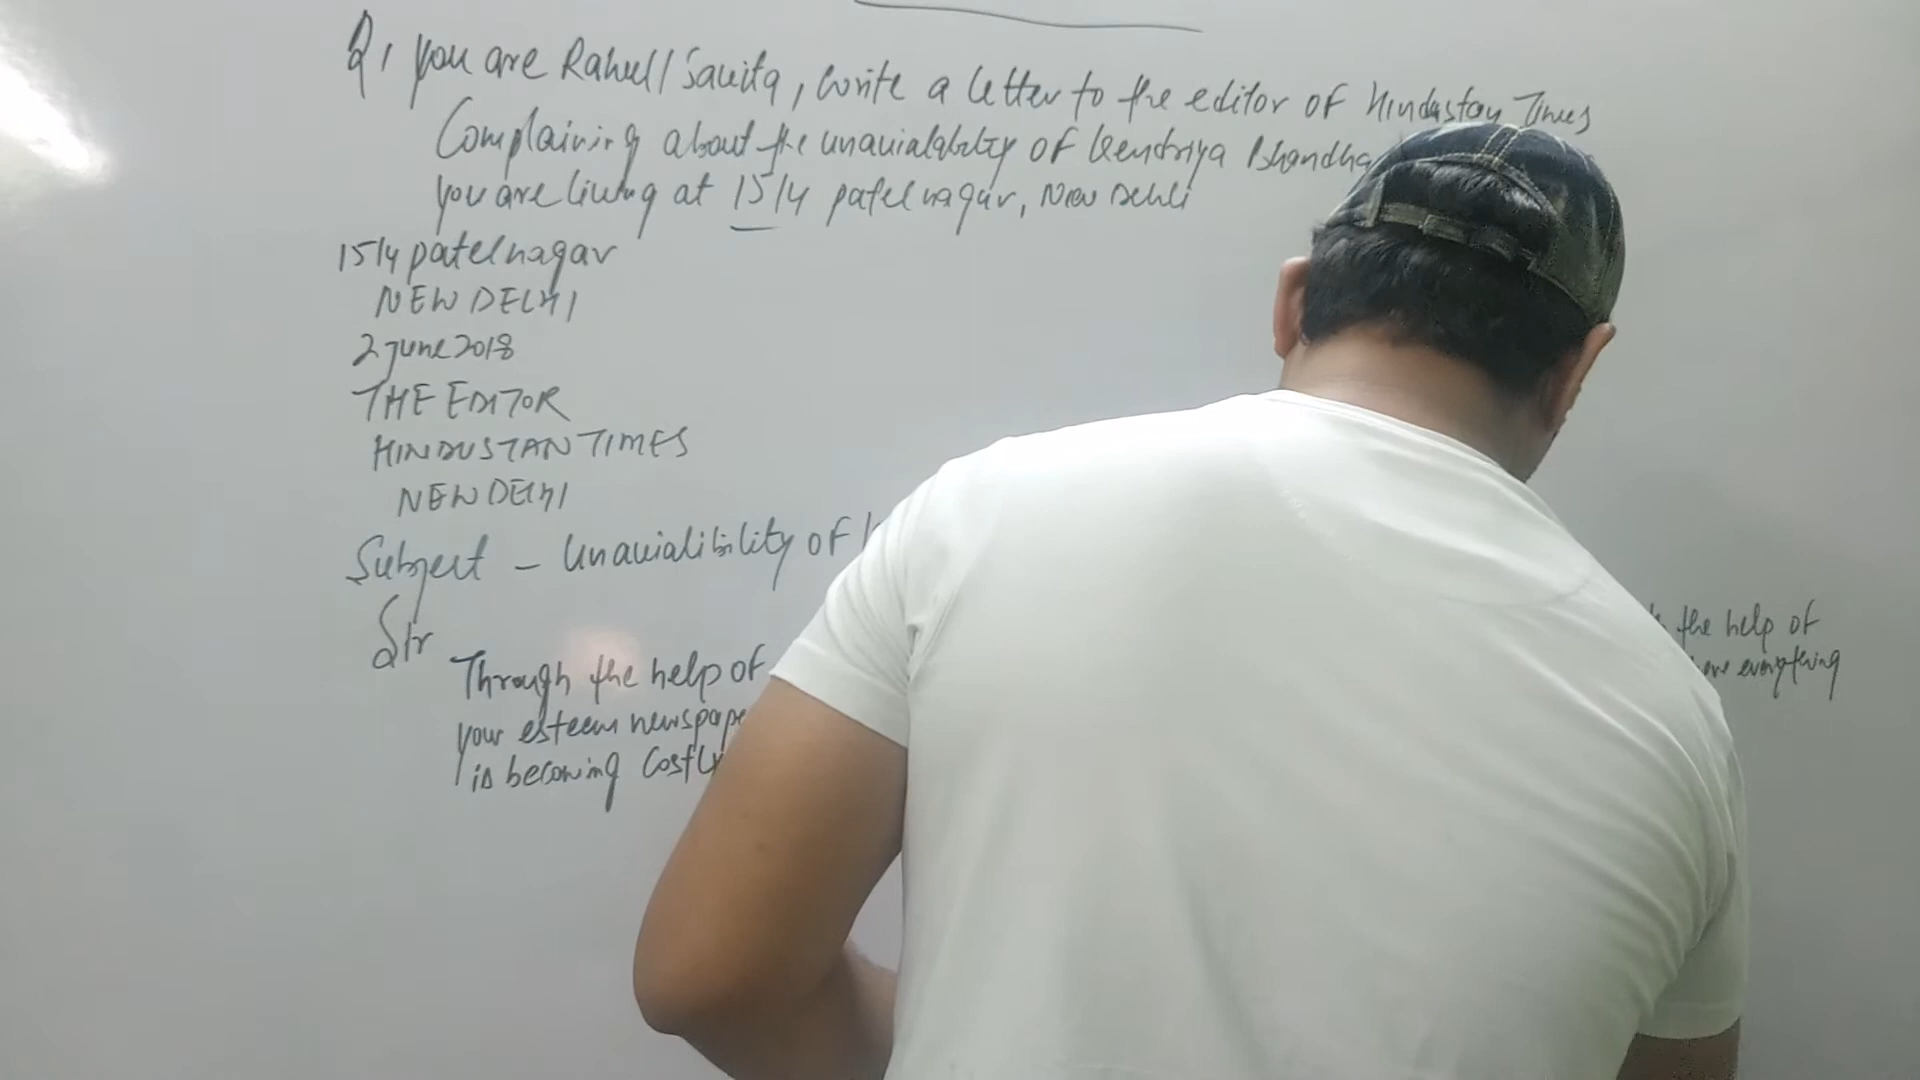 Q1 you are Rahul/Savita, write a letter to the editor of Hindustan Times
Complaining about the unavialability of Kendriya Bhandha
you are living at 15/4 patel nagar, New Delhi
15/4 patel nagar
NEW DELHI
2 june 2018
THE EDITOR
HINDUSTAN TIMES
NEW DELHI
Subject - Unavialibility of
Sir
Through the help of the help of
your esteem newspape everything
is becoming Costly